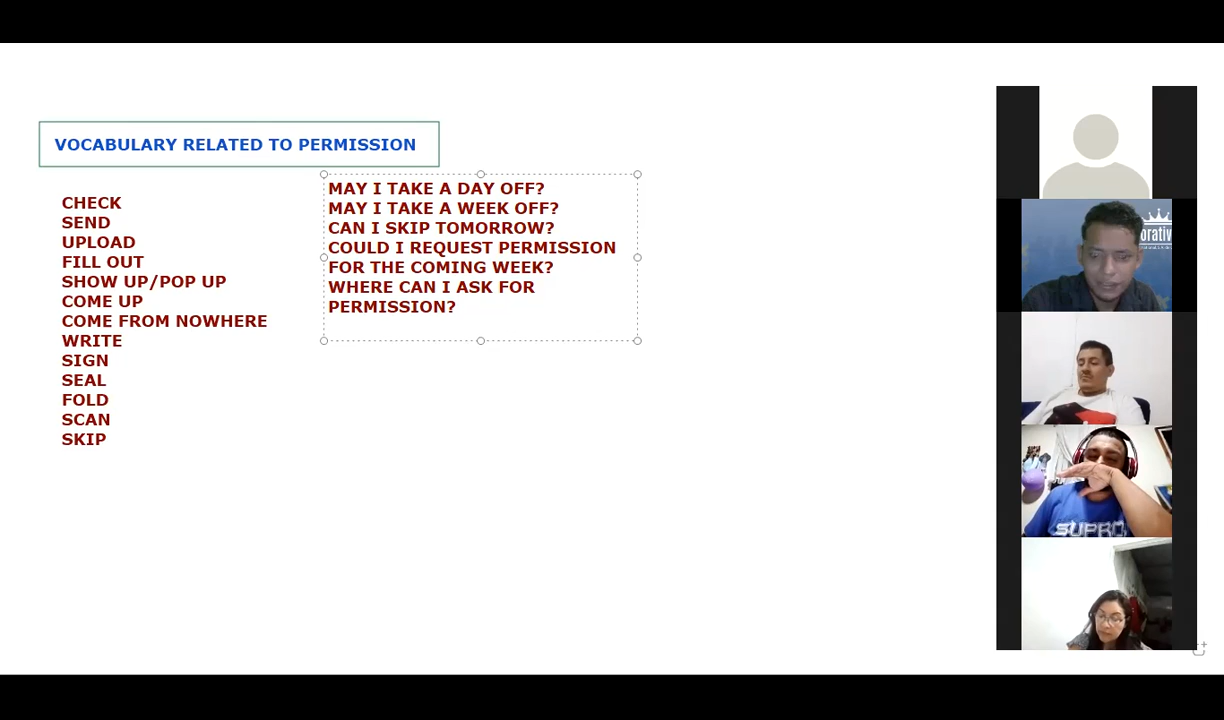 VOCABULARY RELATED TO PERMISSION
CHECK
SEND
UPLOAD
FILL OUT
SHOW UP/POP UP
COME UP
COME FROM NOWHERE
WRITE
SIGN
SEAL
FOLD
SCAN
SKIP
MAY I TAKE A DAY OFF?
MAY I TAKE A WEEK OFF?
CAN I SKIP TOMORROW?
COULD I REQUEST PERMISSION
FOR THE COMING WEEK?
WHERE CAN I ASK FOR
PERMISSION?